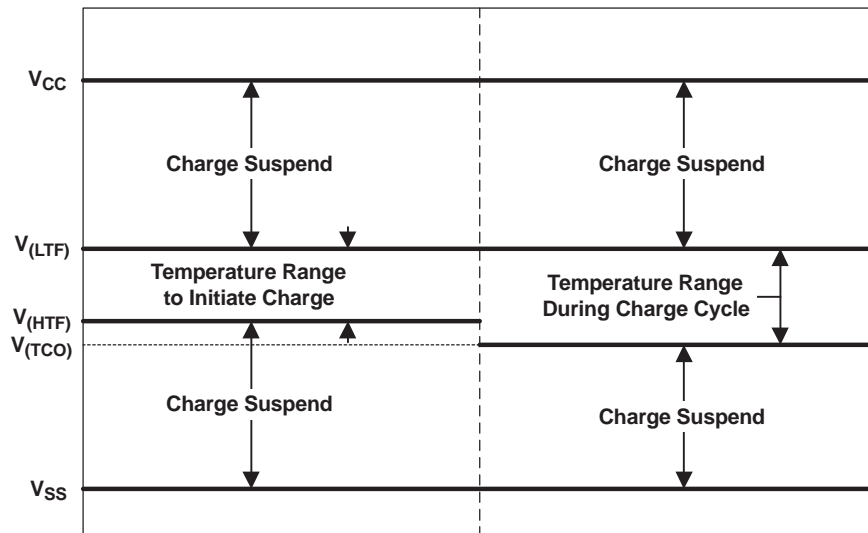 VCC
Charge Suspend
Charge Suspend
V(LTF)
Temperature Range
to Initiate Charge
Temperature Range
During Charge Cycle
V(HTF)
V(TCO)
Charge Suspend
Charge Suspend
VSS